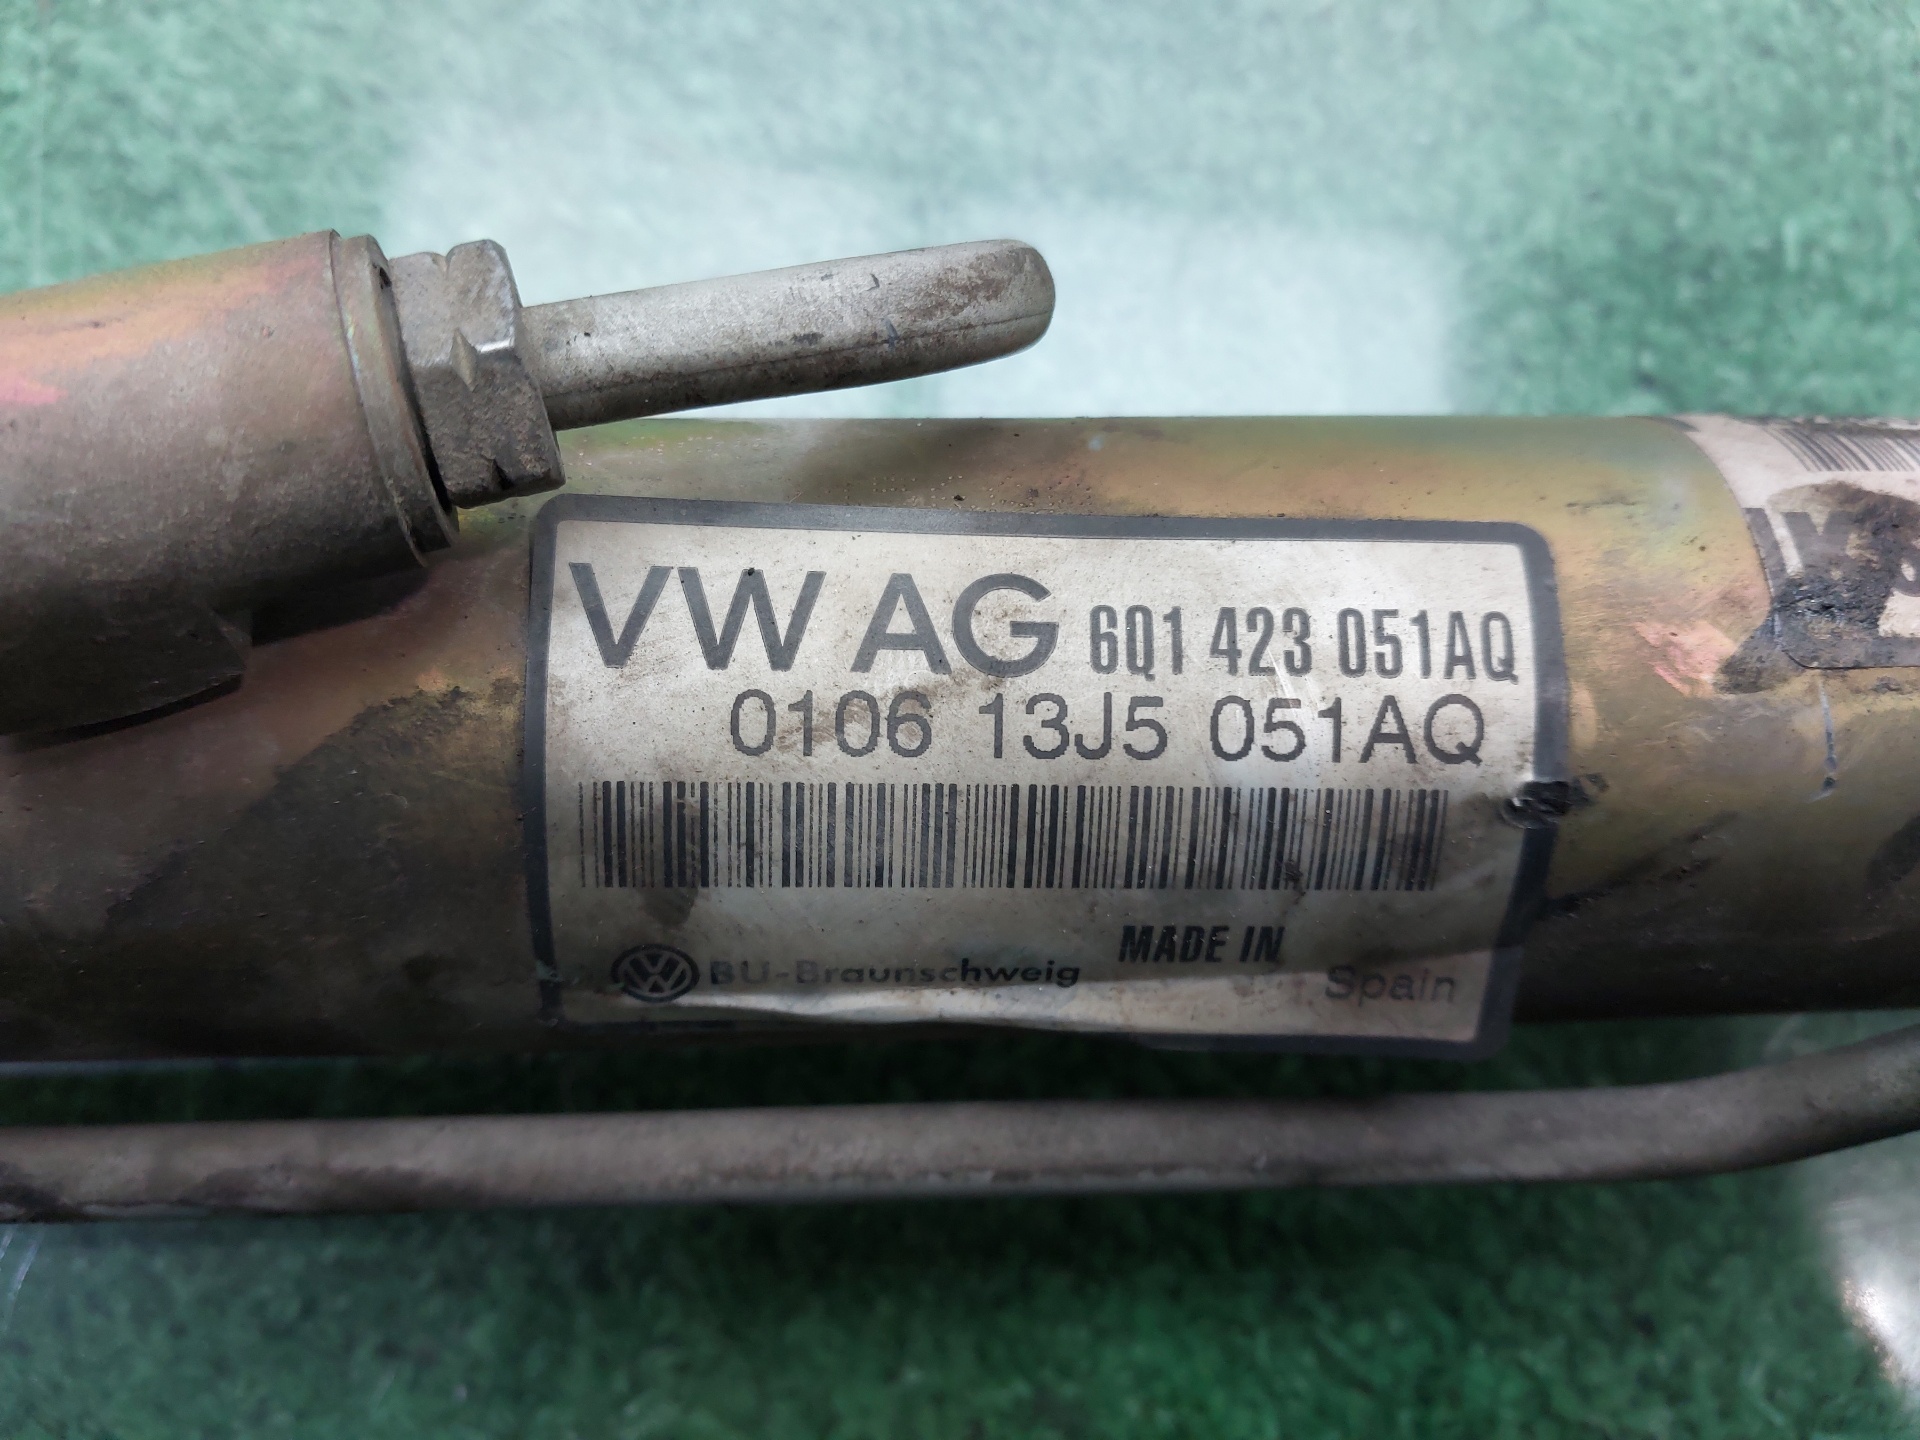 VW AG 6Q1 423 051AQ
0106 13J5 051AQ
MADE IN
BU-Braunschweig
Spain